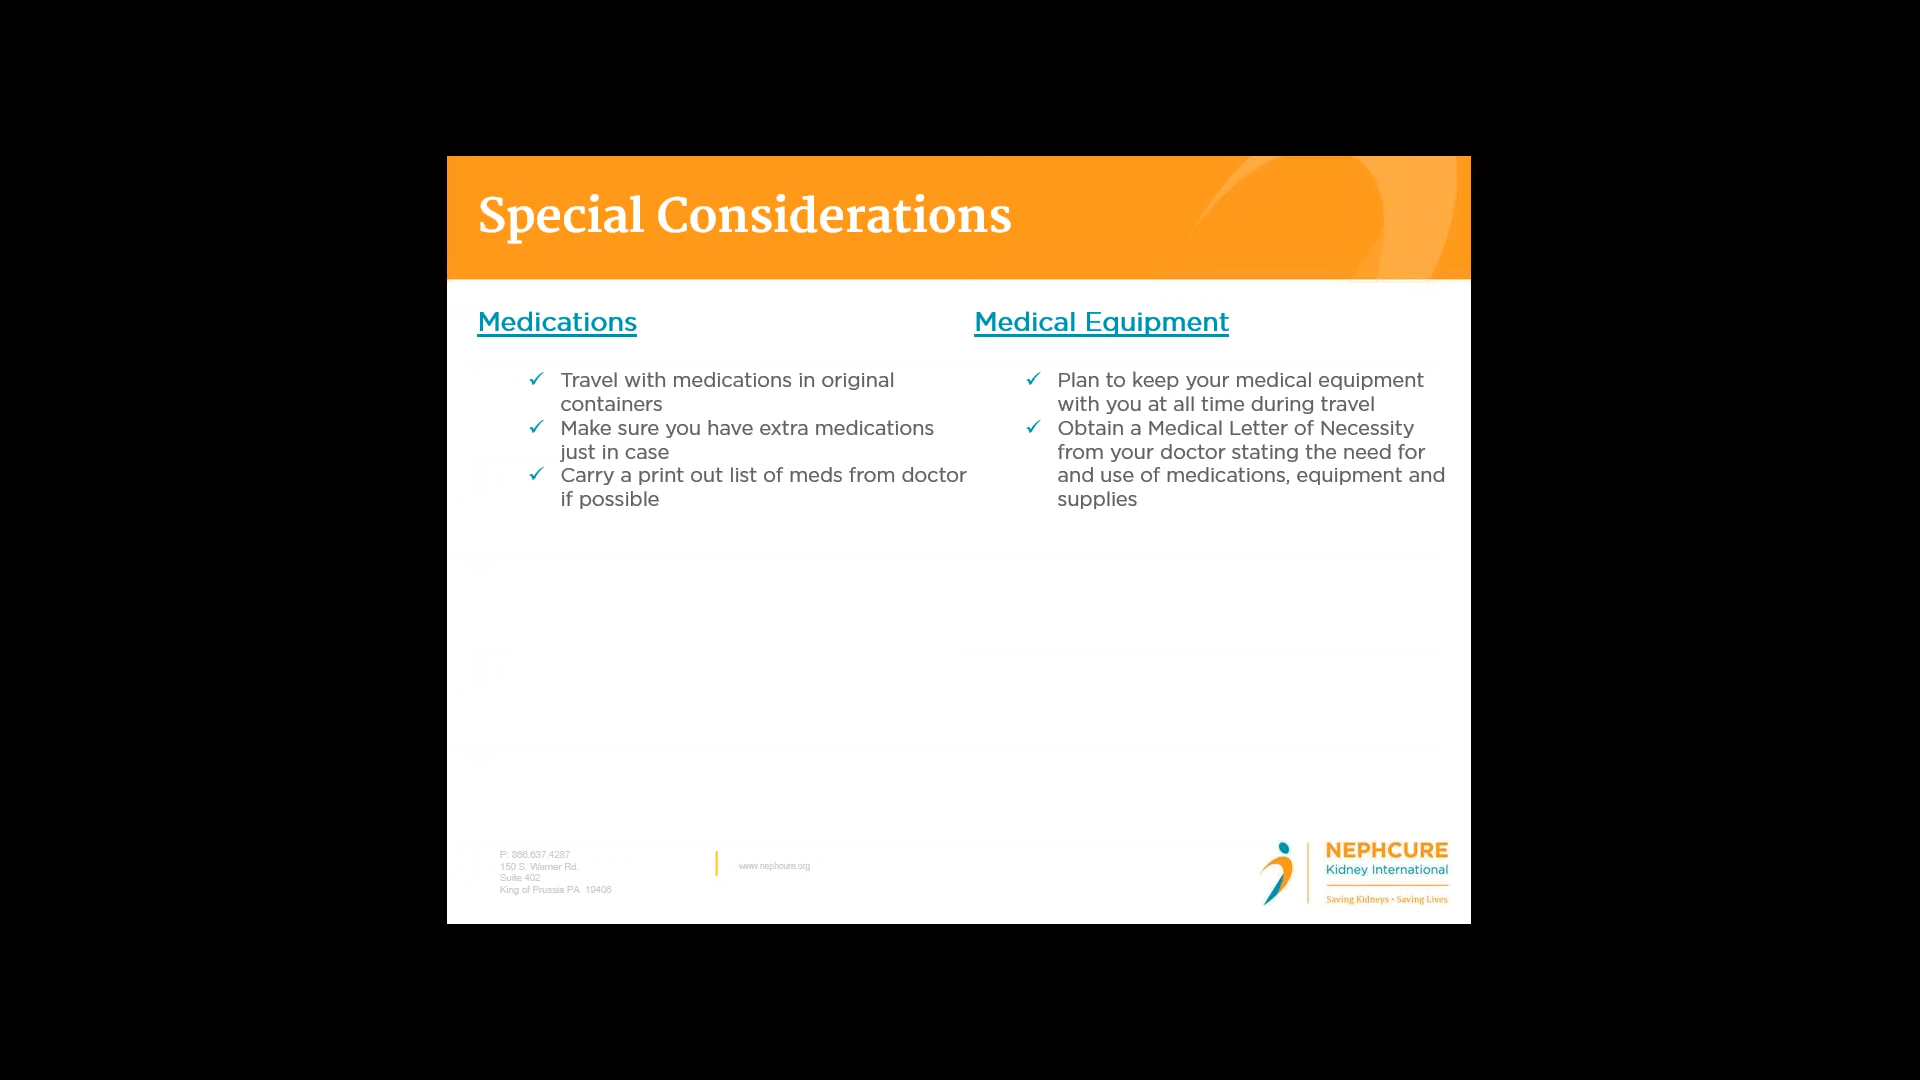 Special Considerations
Medications
Travel with medications in original
containers
Make sure you have extra medications
just in case
Carry a print out list of meds from doctor
if possible
Medical Equipment
Plan to keep your medical equipment
with you at all time during travel
Obtain a Medical Letter of Necessity
from your doctor stating the need for
and use of medications, equipment and
supplies
P: 866.637.4287
150 S. Warner Rd.
Suite 402
King of Prussia PA 19406
www.nephcure.org
NEPHCURE
Kidney International
Saving Kidneys • Saving Lives